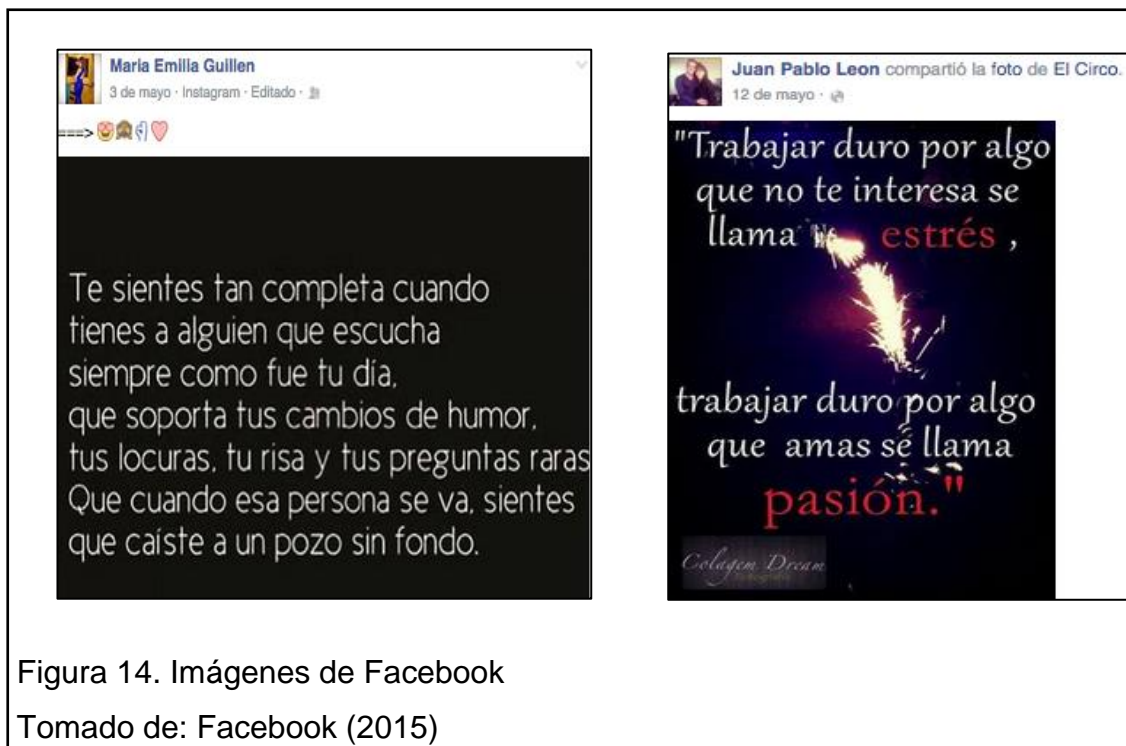 Maria Emilia Guillen
3 de mayo · Instagram · Editado ·
===> 😍🙈☝️❤️
Te sientes tan completa cuando
tienes a alguien que escucha
siempre como fue tu día,
que soporta tus cambios de humor,
tus locuras, tu risa y tus preguntas raras
Que cuando esa persona se va, sientes
que caíste a un pozo sin fondo.
Juan Pablo Leon compartió la foto de El Circo.
12 de mayo ·
"Trabajar duro por algo
que no te interesa se
llama estrés ,
trabajar duro por algo
que amas se llama
pasión."
Colagem Dream
Figura 14. Imágenes de Facebook
Tomado de: Facebook (2015)